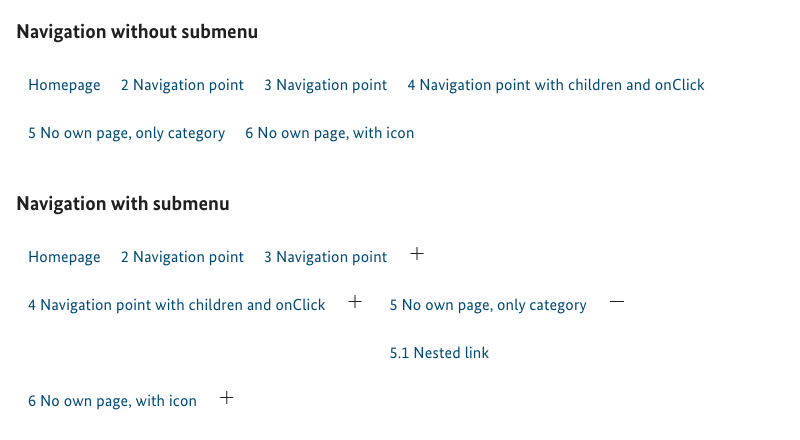 Navigation without submenu
Homepage 2 Navigation point 3 Navigation point 4 Navigation point with children and onClick
5 No own page, only category 6 No own page, with icon
Navigation with submenu
Homepage 2 Navigation point 3 Navigation point +
4 Navigation point with children and onClick + 5 No own page, only category −
5.1 Nested link
6 No own page, with icon +